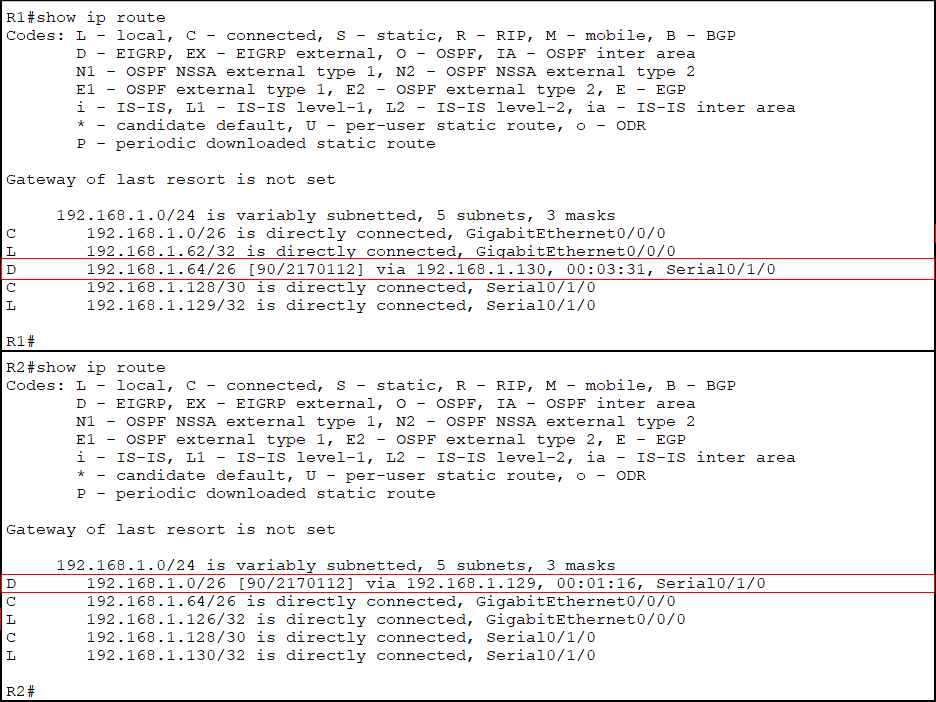 R1#show ip route
Codes: L - local, C - connected, S - static, R - RIP, M - mobile, B - BGP
       D - EIGRP, EX - EIGRP external, O - OSPF, IA - OSPF inter area
       N1 - OSPF NSSA external type 1, N2 - OSPF NSSA external type 2
       E1 - OSPF external type 1, E2 - OSPF external type 2, E - EGP
       i - IS-IS, L1 - IS-IS level-1, L2 - IS-IS level-2, ia - IS-IS inter area
       * - candidate default, U - per-user static route, o - ODR
       P - periodic downloaded static route

Gateway of last resort is not set

     192.168.1.0/24 is variably subnetted, 5 subnets, 3 masks
C       192.168.1.0/26 is directly connected, GigabitEthernet0/0/0
L       192.168.1.62/32 is directly connected, GigabitEthernet0/0/0
D       192.168.1.64/26 [90/2170112] via 192.168.1.130, 00:03:31, Serial0/1/0
C       192.168.1.128/30 is directly connected, Serial0/1/0
L       192.168.1.129/32 is directly connected, Serial0/1/0

R1#
R2#show ip route
Codes: L - local, C - connected, S - static, R - RIP, M - mobile, B - BGP
       D - EIGRP, EX - EIGRP external, O - OSPF, IA - OSPF inter area
       N1 - OSPF NSSA external type 1, N2 - OSPF NSSA external type 2
       E1 - OSPF external type 1, E2 - OSPF external type 2, E - EGP
       i - IS-IS, L1 - IS-IS level-1, L2 - IS-IS level-2, ia - IS-IS inter area
       * - candidate default, U - per-user static route, o - ODR
       P - periodic downloaded static route

Gateway of last resort is not set

     192.168.1.0/24 is variably subnetted, 5 subnets, 3 masks
D       192.168.1.0/26 [90/2170112] via 192.168.1.129, 00:01:16, Serial0/1/0
C       192.168.1.64/26 is directly connected, GigabitEthernet0/0/0
L       192.168.1.126/32 is directly connected, GigabitEthernet0/0/0
C       192.168.1.128/30 is directly connected, Serial0/1/0
L       192.168.1.130/32 is directly connected, Serial0/1/0

R2#